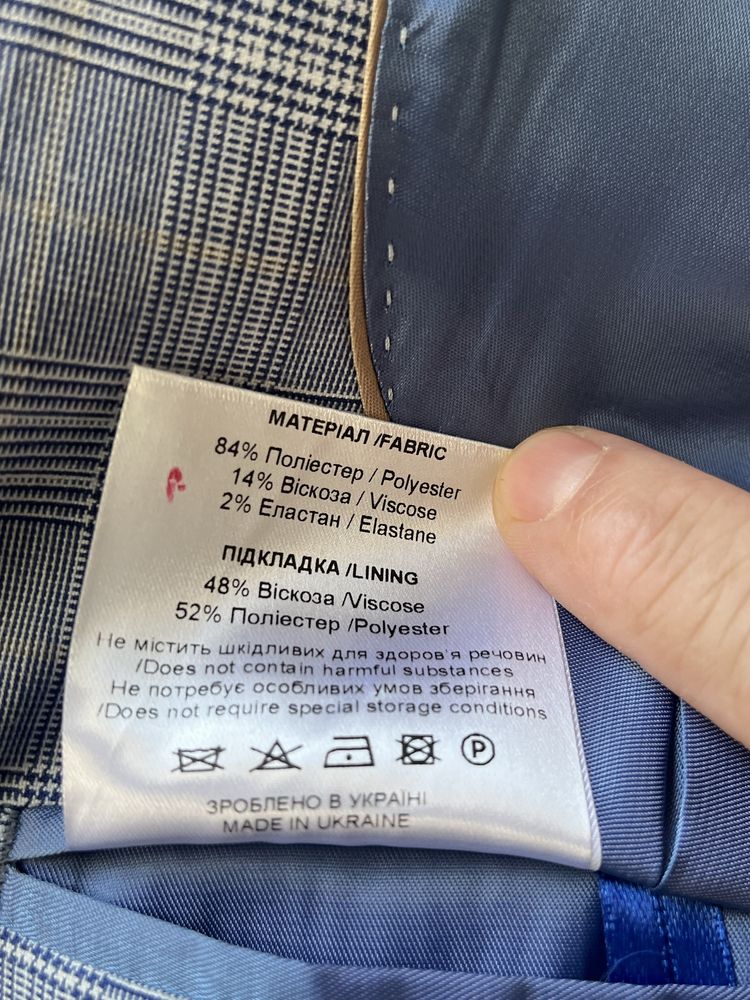 МАТЕРІАЛ /FABRIC
84% Поліестер / Polyester
14% Віскоза / Viscose
2% Еластан / Elastane
ПІДКЛАДКА /LINING
48% Віскоза /Viscose
52% Поліестер /Polyester
Не містить шкідливих для здоров'я речовин
/Does not contain harmful substances
Не потребує особливих умов зберігання
/Does not require special storage conditions
P
ЗРОБЛЕНО В УКРАЇНІ
MADE IN UKRAINE